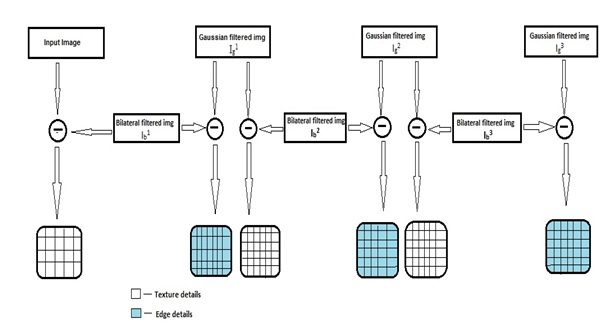 Input Image
Gaussian filtered img
Ig1
Gaussian filtered img
Ig2
Gaussian filtered img
Ig3
Bilateral filtered img
Ib1
Bilateral filtered img
Ib2
Bilateral filtered img
Ib3
— Texture details
— Edge details